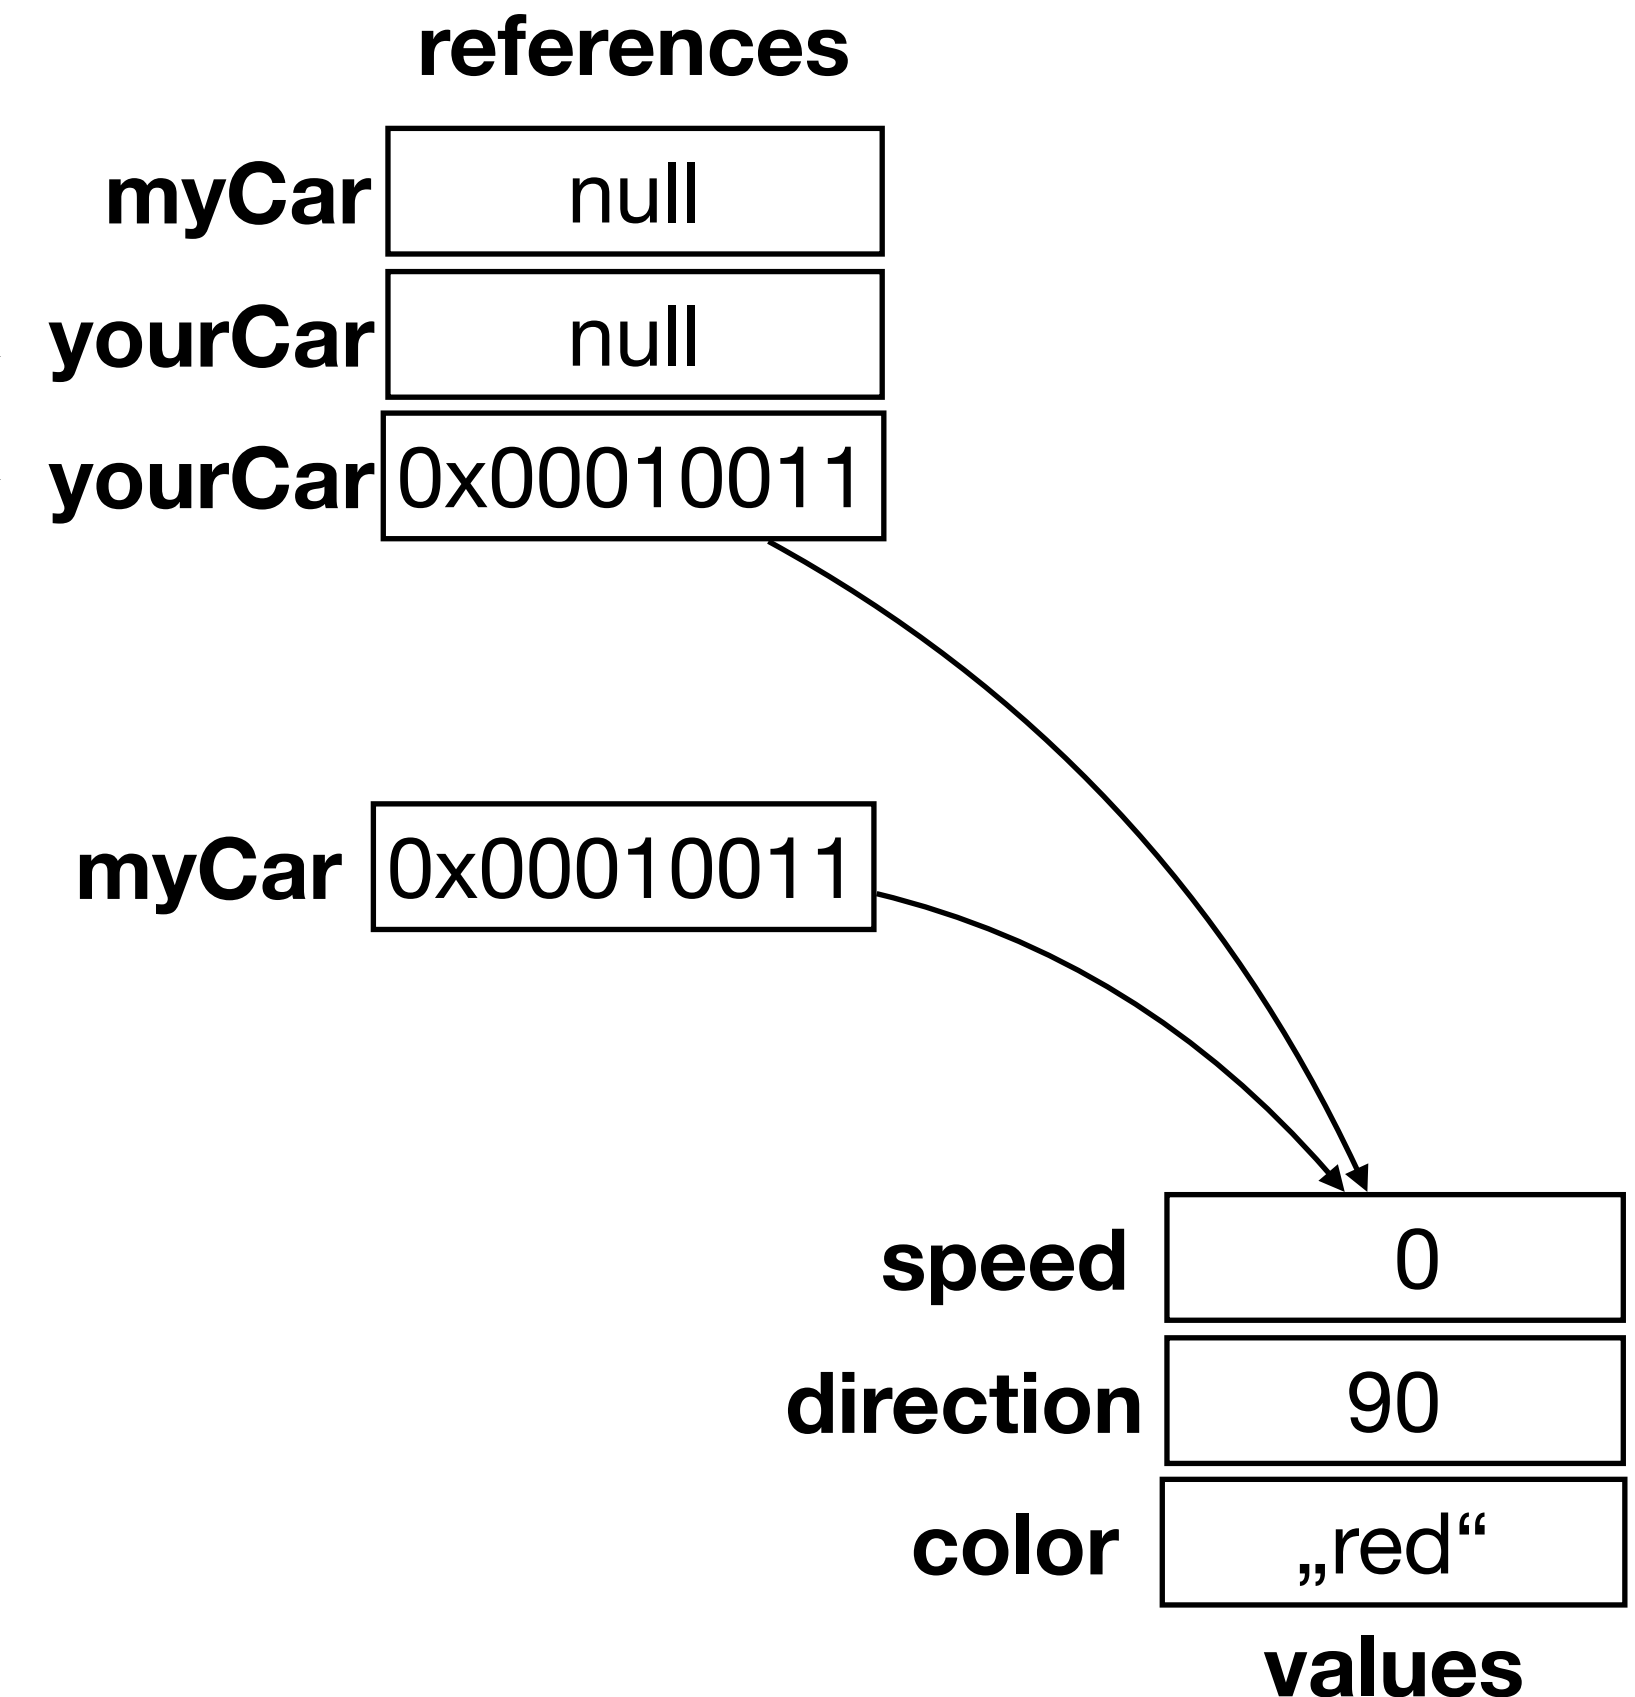 references
myCar null
yourCar null
yourCar 0x00010011
myCar 0x00010011
speed 0
direction 90
color „red“
values